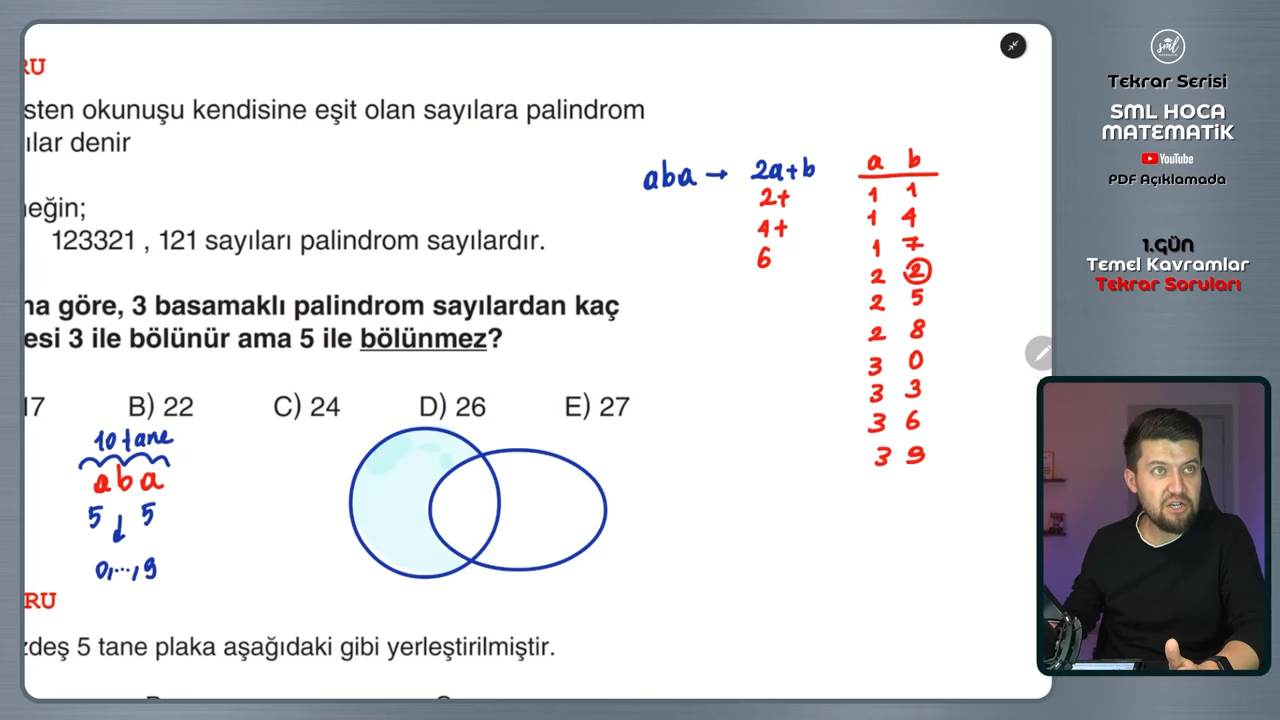 RU
sten okunuşu kendisine eşit olan sayılara palindrom
ılar denir
neğin;
123321 , 121 sayıları palindrom sayılardır.
na göre, 3 basamaklı palindrom sayılardan kaç
esi 3 ile bölünür ama 5 ile bölünmez?
17 B) 22 C) 24 D) 26 E) 27
10 tane
aba
5 5
0,...,9
aba → 2a+b
2+
4+
6
a b
1 1
1 4
1 7
2 2
2 5
2 8
3 0
3 3
3 6
3 9
RU
zdeş 5 tane plaka aşağıdaki gibi yerleştirilmiştir.
sml
Tekrar Serisi
SML HOCA
MATEMATİK
YouTube
PDF Açıklamada
1.GÜN
Temel Kavramlar
Tekrar Soruları